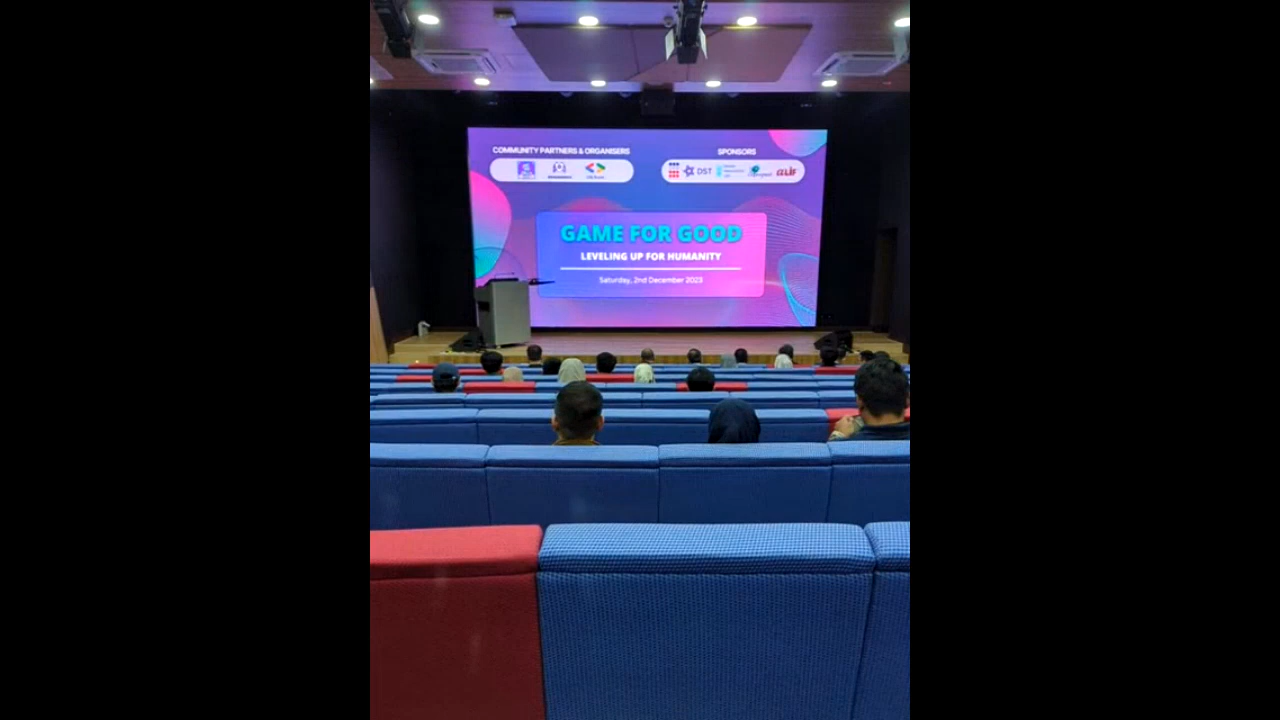 COMMUNITY PARTNERS & ORGANISERS
SPONSORS
DST
GAME FOR GOOD
LEVELING UP FOR HUMANITY
Saturday, 2nd December 2023